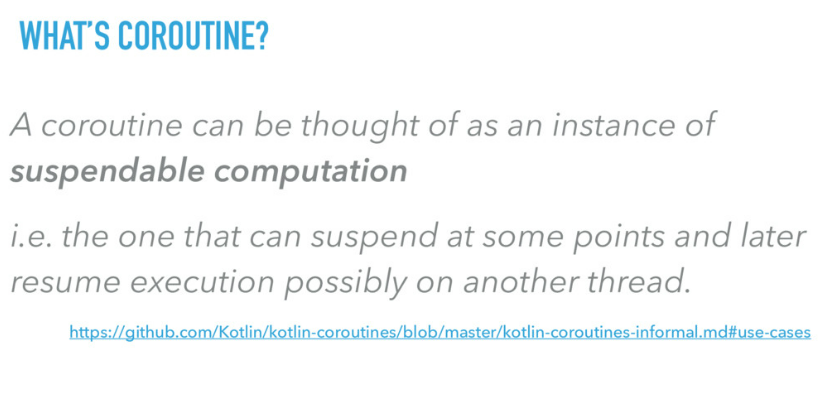 WHAT'S COROUTINE?
A coroutine can be thought of as an instance of
suspendable computation
i.e. the one that can suspend at some points and later
resume execution possibly on another thread.
https://github.com/Kotlin/kotlin-coroutines/blob/master/kotlin-coroutines-informal.md#use-cases